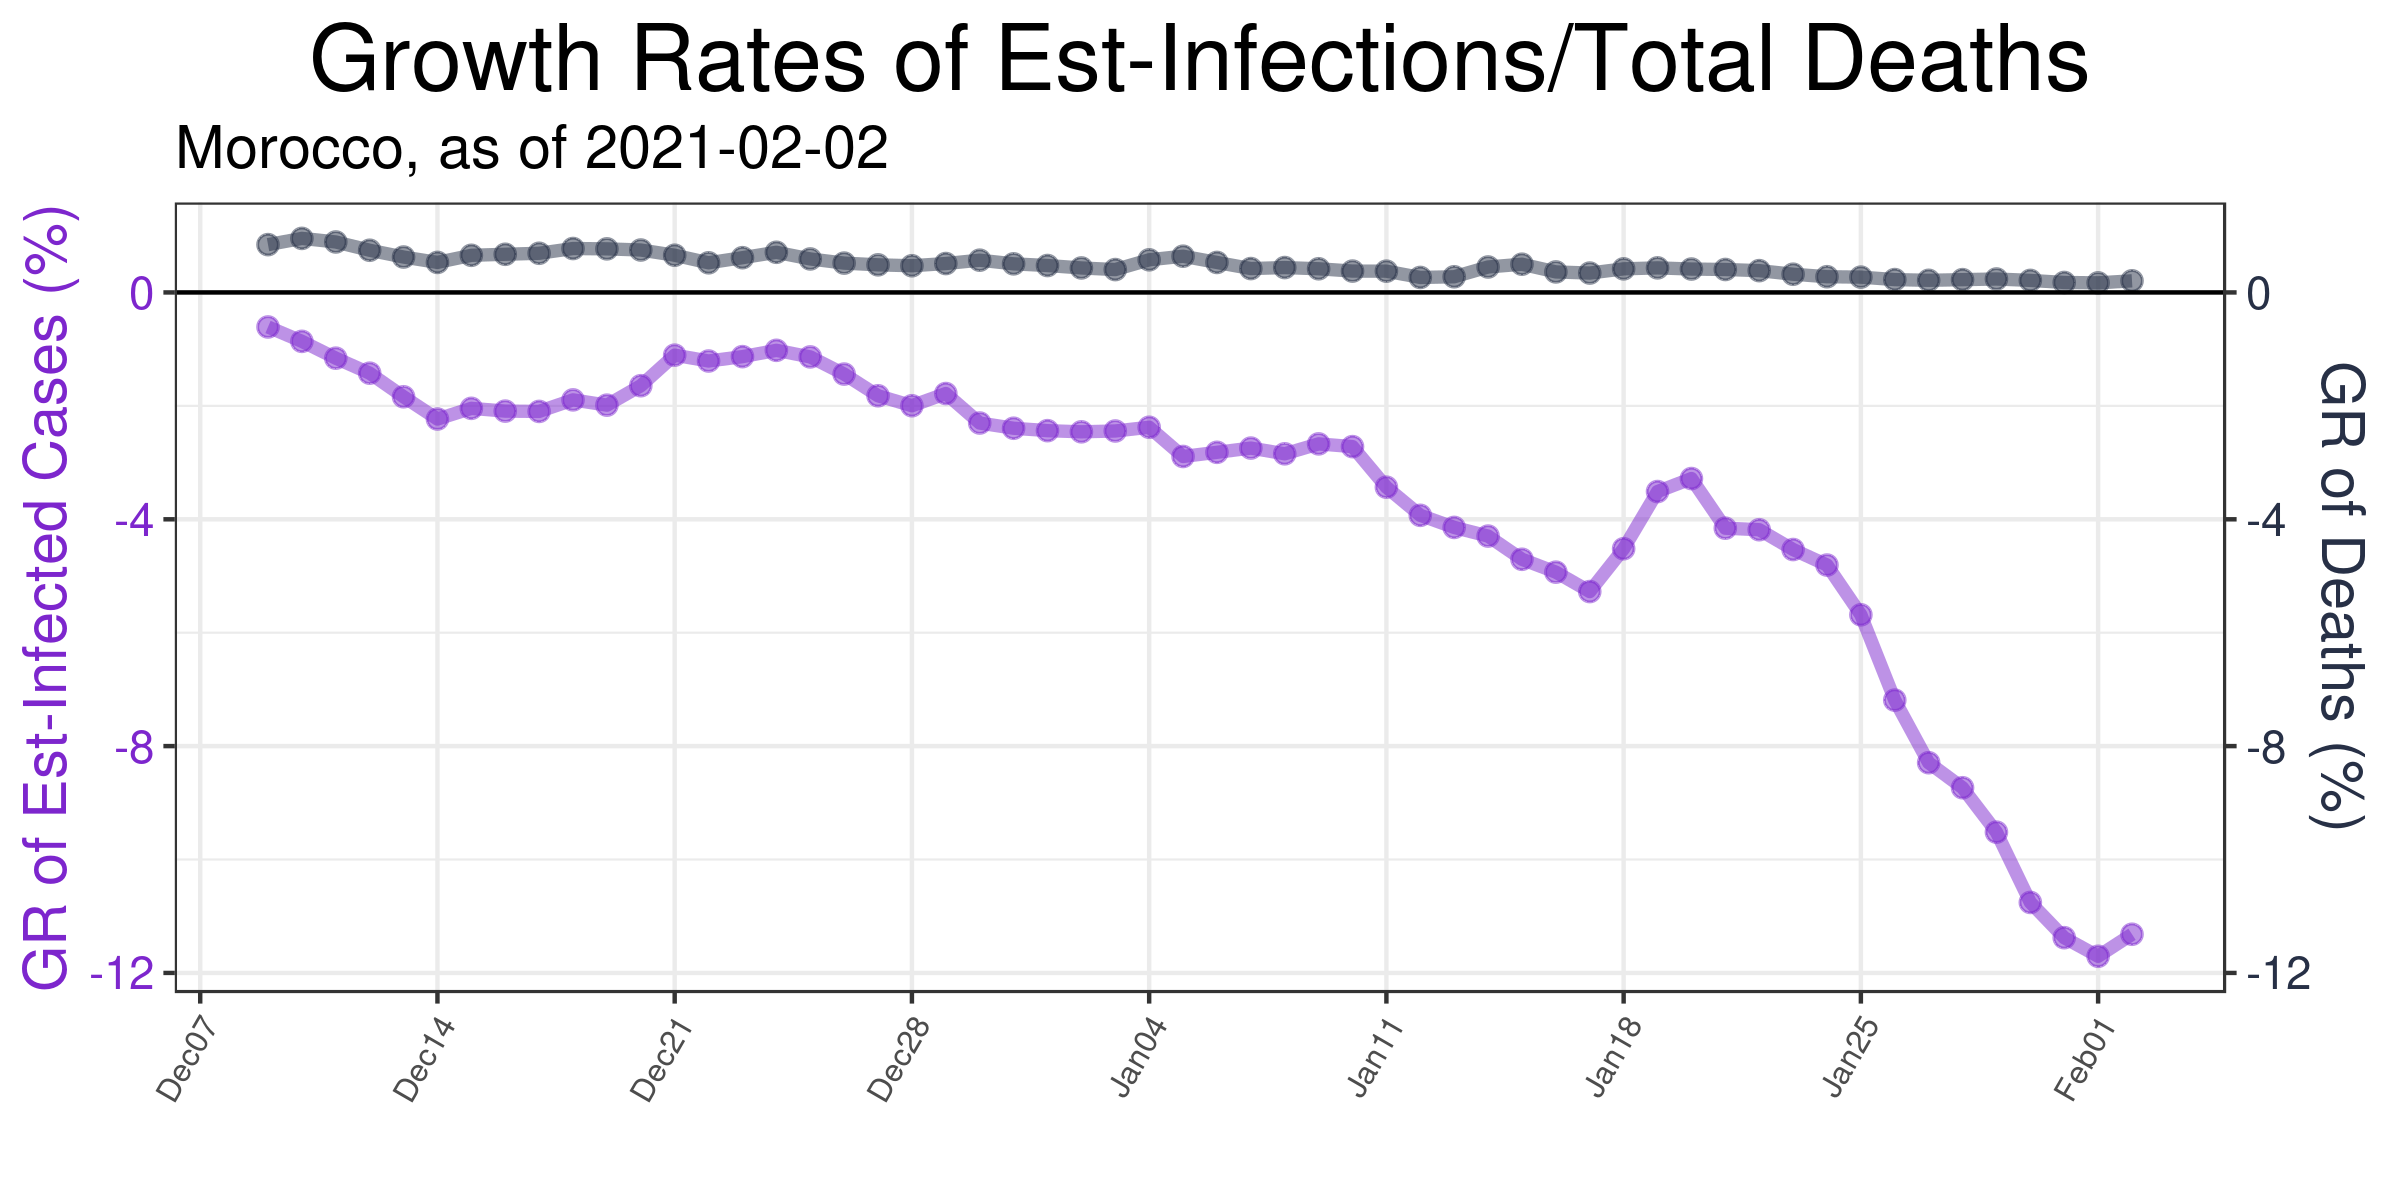 Growth Rates of Est-Infections/Total Deaths
Morocco, as of 2021-02-02
GR of Est-Infected Cases (%)
0
-4
-8
-12
0
-4
-8
-12
GR of Deaths (%)
Dec07
Dec14
Dec21
Dec28
Jan04
Jan11
Jan18
Jan25
Feb01